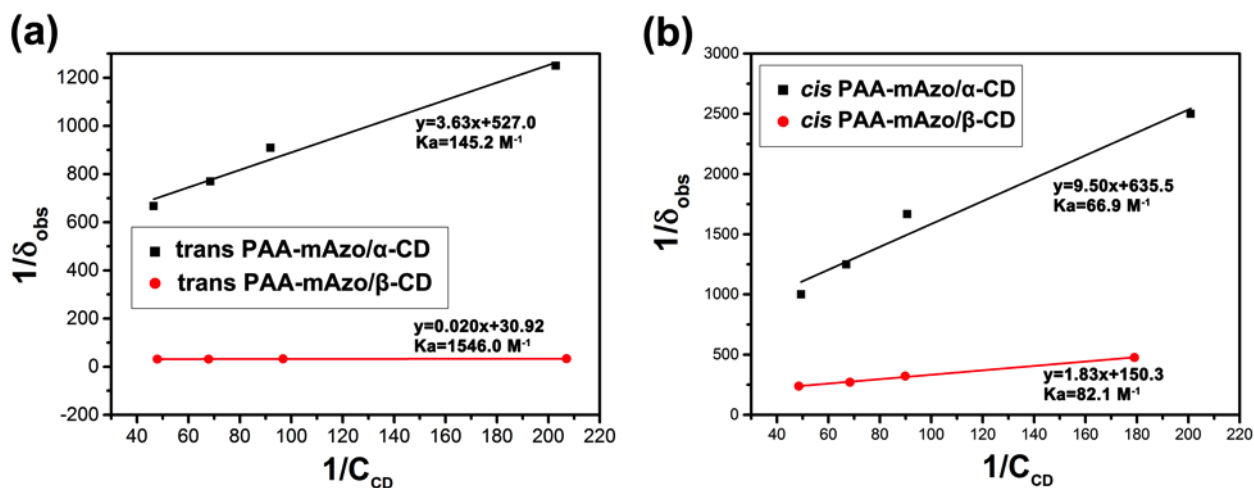 (a)
1/δobs
1200
1000
800
600
400
200
0
-200
y=3.63x+527.0
Ka=145.2 M-1
trans PAA-mAzo/α-CD
trans PAA-mAzo/β-CD
y=0.020x+30.92
Ka=1546.0 M-1
40 60 80 100 120 140 160 180 200 220
1/CCD
(b)
1/δobs
3000
2500
2000
1500
1000
500
0
cis PAA-mAzo/α-CD
cis PAA-mAzo/β-CD
y=9.50x+635.5
Ka=66.9 M-1
y=1.83x+150.3
Ka=82.1 M-1
40 60 80 100 120 140 160 180 200 220
1/CCD